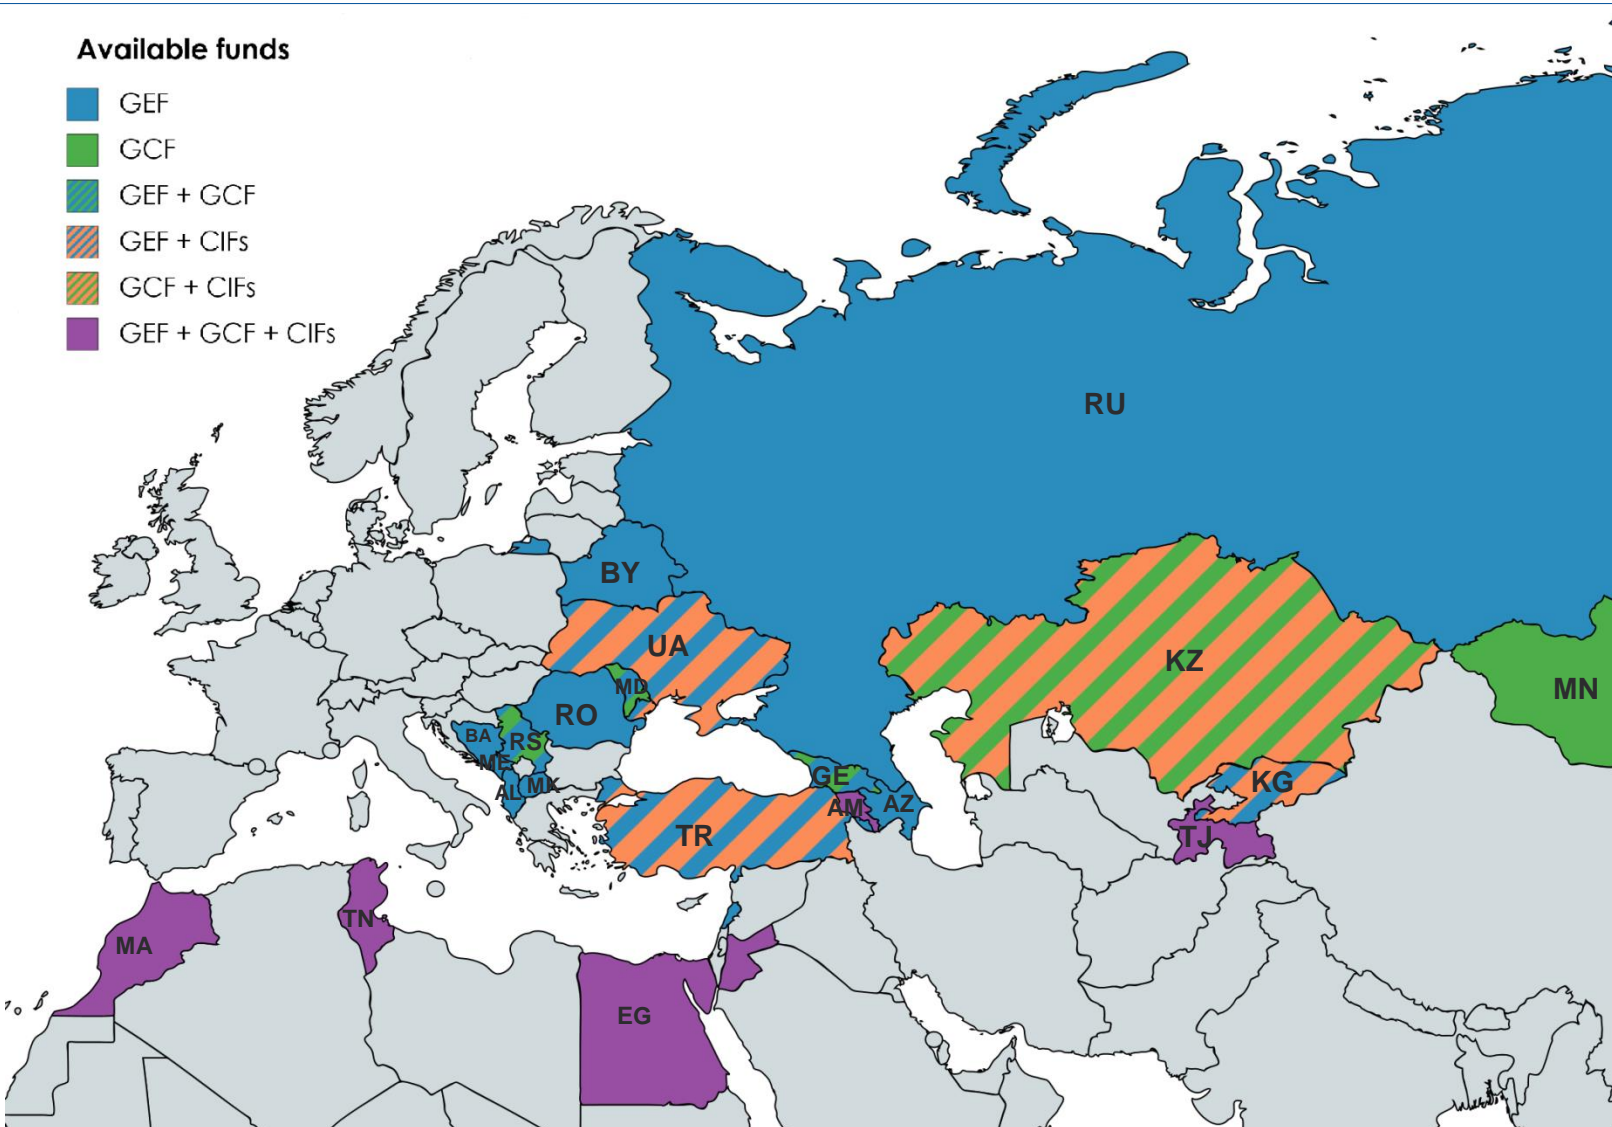 Available funds
GEF
GCF
GEF + GCF
GEF + CIFs
GCF + CIFs
GEF + GCF + CIFs
RU
BY
UA
KZ
MD
MN
RO
BA
RS
ME
GE
KG
AL
MK
AM
AZ
TR
TJ
TN
MA
EG